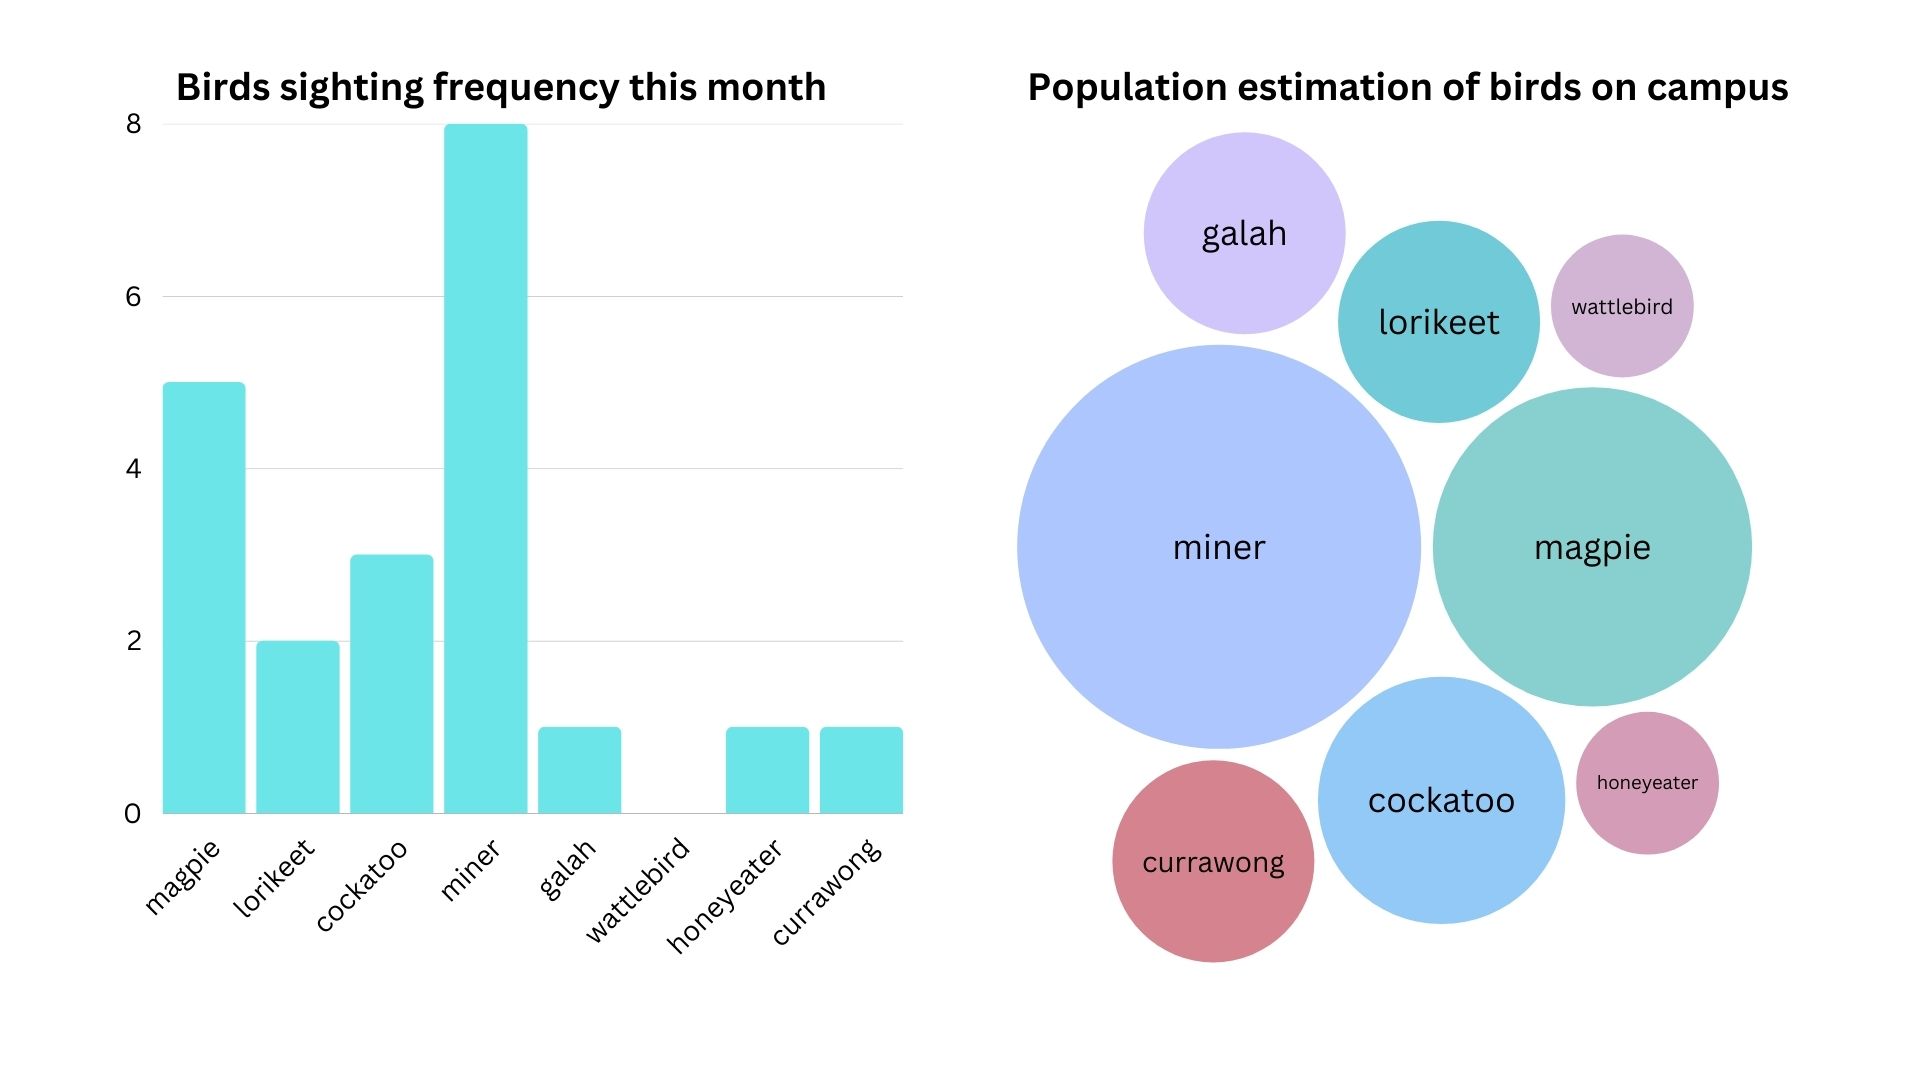 Birds sighting frequency this month
8
6
4
2
0
magpie
lorikeet
cockatoo
miner
galah
wattlebird
honeyeater
currawong
Population estimation of birds on campus
galah
lorikeet
wattlebird
miner
magpie
cockatoo
honeyeater
currawong